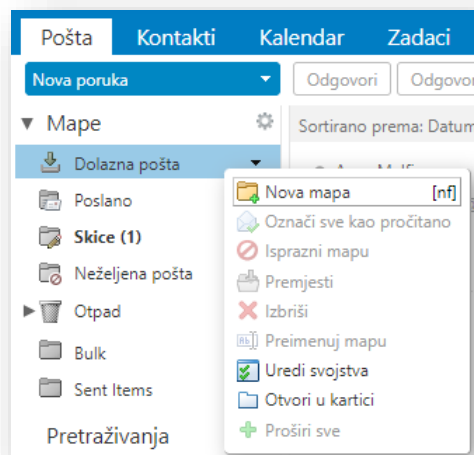 Pošta Kontakti Kalendar Zadaci
Nova poruka Odgovori
Mape Sortirano prema: Datum
Dolazna pošta
Nova mapa [nf]
Poslano
Označi sve kao pročitano
Skice (1)
Isprazni mapu
Neželjena pošta
Premjesti
Otpad
Izbriši
Preimenuj mapu
Bulk
Uredi svojstva
Sent Items
Otvori u kartici
Pretraživanja
Proširi sve